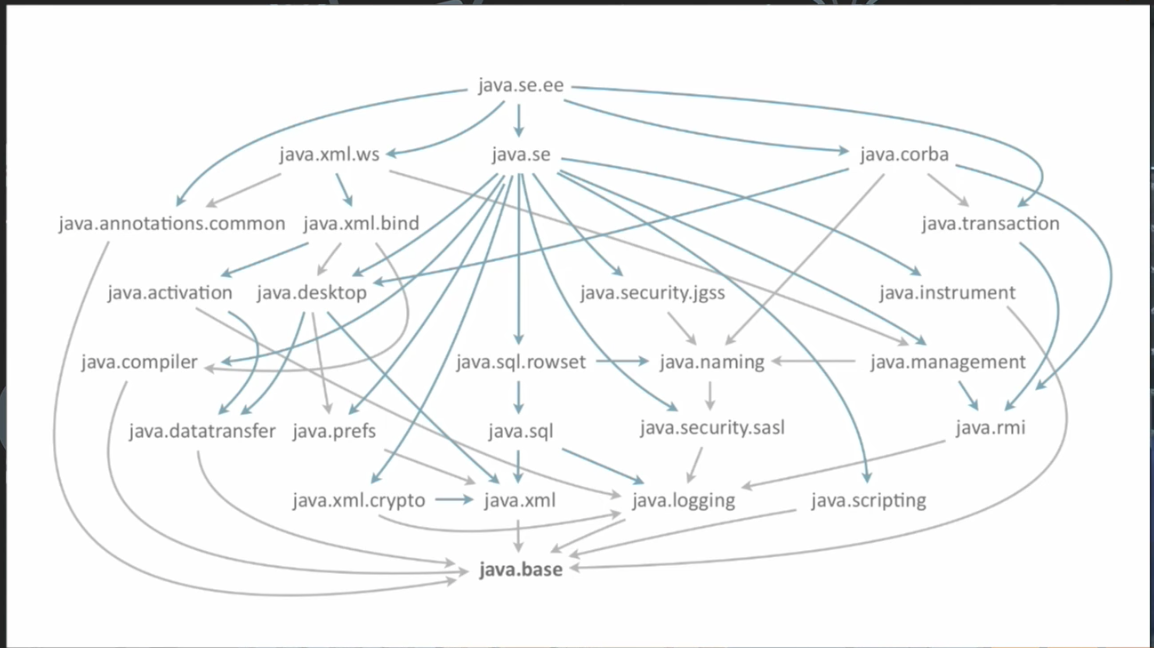 java.se.ee
java.xml.ws
java.se
java.corba
java.annotations.common
java.xml.bind
java.transaction
java.activation
java.desktop
java.security.jgss
java.instrument
java.compiler
java.sql.rowset
java.naming
java.management
java.datatransfer
java.prefs
java.sql
java.security.sasl
java.rmi
java.xml.crypto
java.xml
java.logging
java.scripting
java.base